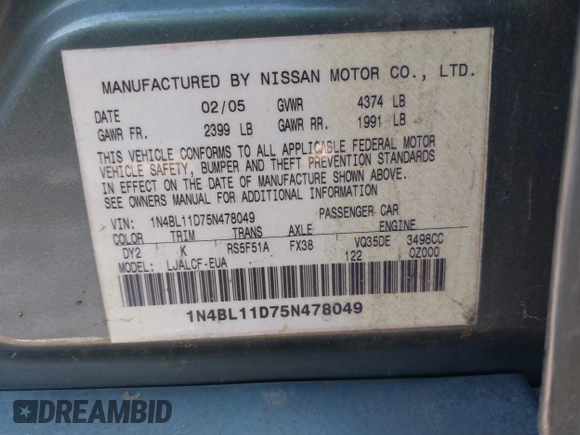 MANUFACTURED BY NISSAN MOTOR CO., LTD.
DATE 02/05 GVWR 4374 LB
GAWR FR. 2399 LB GAWR RR. 1991 LB
THIS VEHICLE CONFORMS TO ALL APPLICABLE FEDERAL MOTOR
VEHICLE SAFETY, BUMPER AND THEFT PREVENTION STANDARDS
IN EFFECT ON THE DATE OF MANUFACTURE SHOWN ABOVE.
SEE OWNERS MANUAL FOR ADDITIONAL INFORMATION
VIN: 1N4BL11D75N478049 PASSENGER CAR
COLOR TRIM TRANS AXLE ENGINE
DY2 K RS5F51A FX38 VQ35DE 3498CC
MODEL: LJALCF-EUA 122 0Z000
1N4BL11D75N478049
DREAMBID